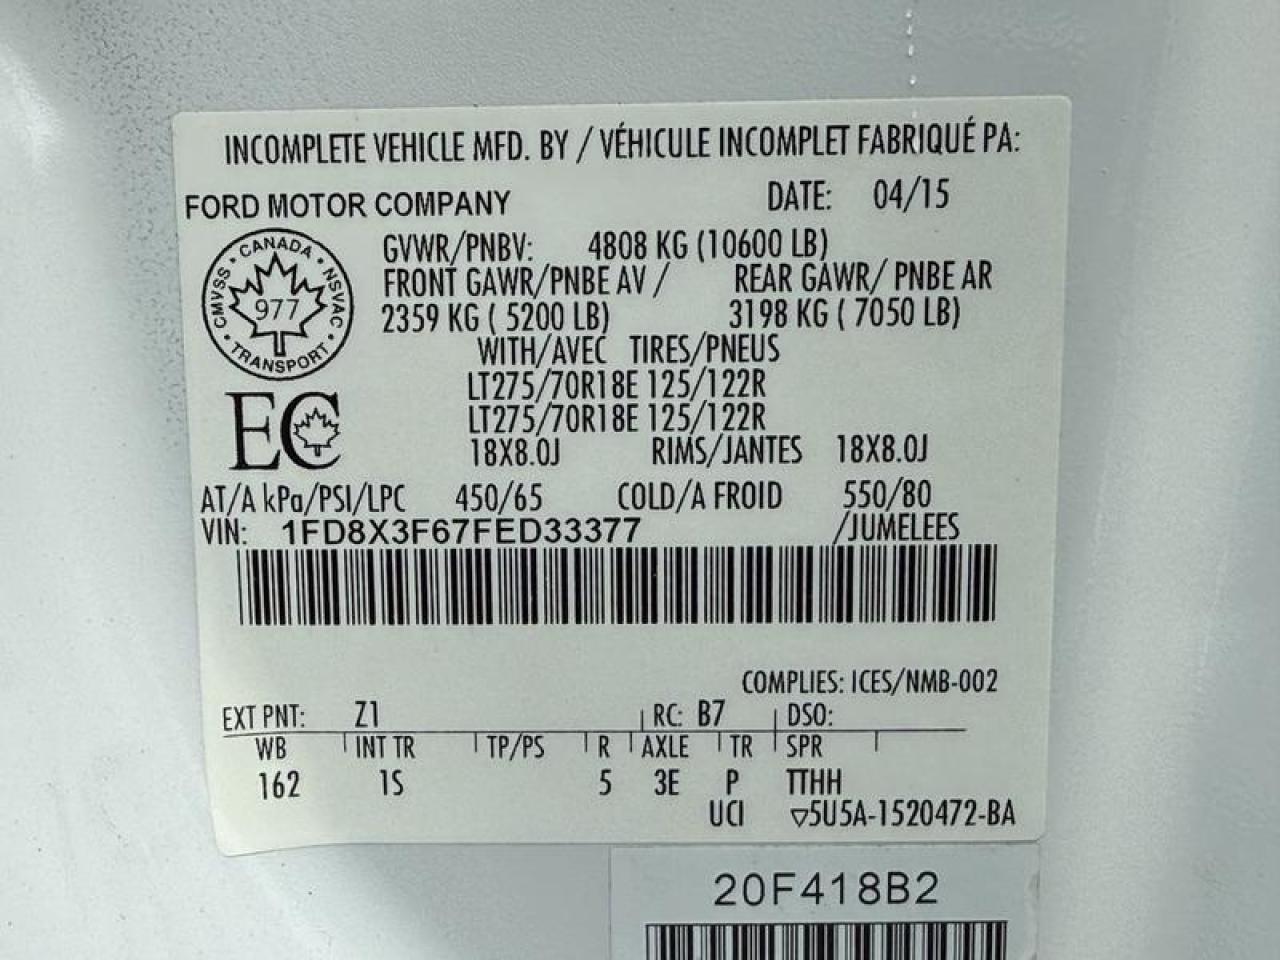 INCOMPLETE VEHICLE MFD. BY / VÉHICULE INCOMPLET FABRIQUÉ PA:
FORD MOTOR COMPANY DATE: 04/15
CANADA
CMVSS 977 NSVAC
TRANSPORT
GVWR/PNBV: 4808 KG (10600 LB)
FRONT GAWR/PNBE AV / REAR GAWR/ PNBE AR
2359 KG ( 5200 LB) 3198 KG ( 7050 LB)
WITH/AVEC TIRES/PNEUS
LT275/70R18E 125/122R
LT275/70R18E 125/122R
EC
18X8.0J RIMS/JANTES 18X8.0J
AT/A kPa/PSI/LPC 450/65 COLD/A FROID 550/80
VIN: 1FD8X3F67FED33377 /JUMELEES
COMPLIES: ICES/NMB-002
EXT PNT: Z1 RC: B7 DSO:
WB INT TR TP/PS R AXLE TR SPR
162 1S 5 3E P TTHH
UCI ▽5U5A-1520472-BA
20F418B2